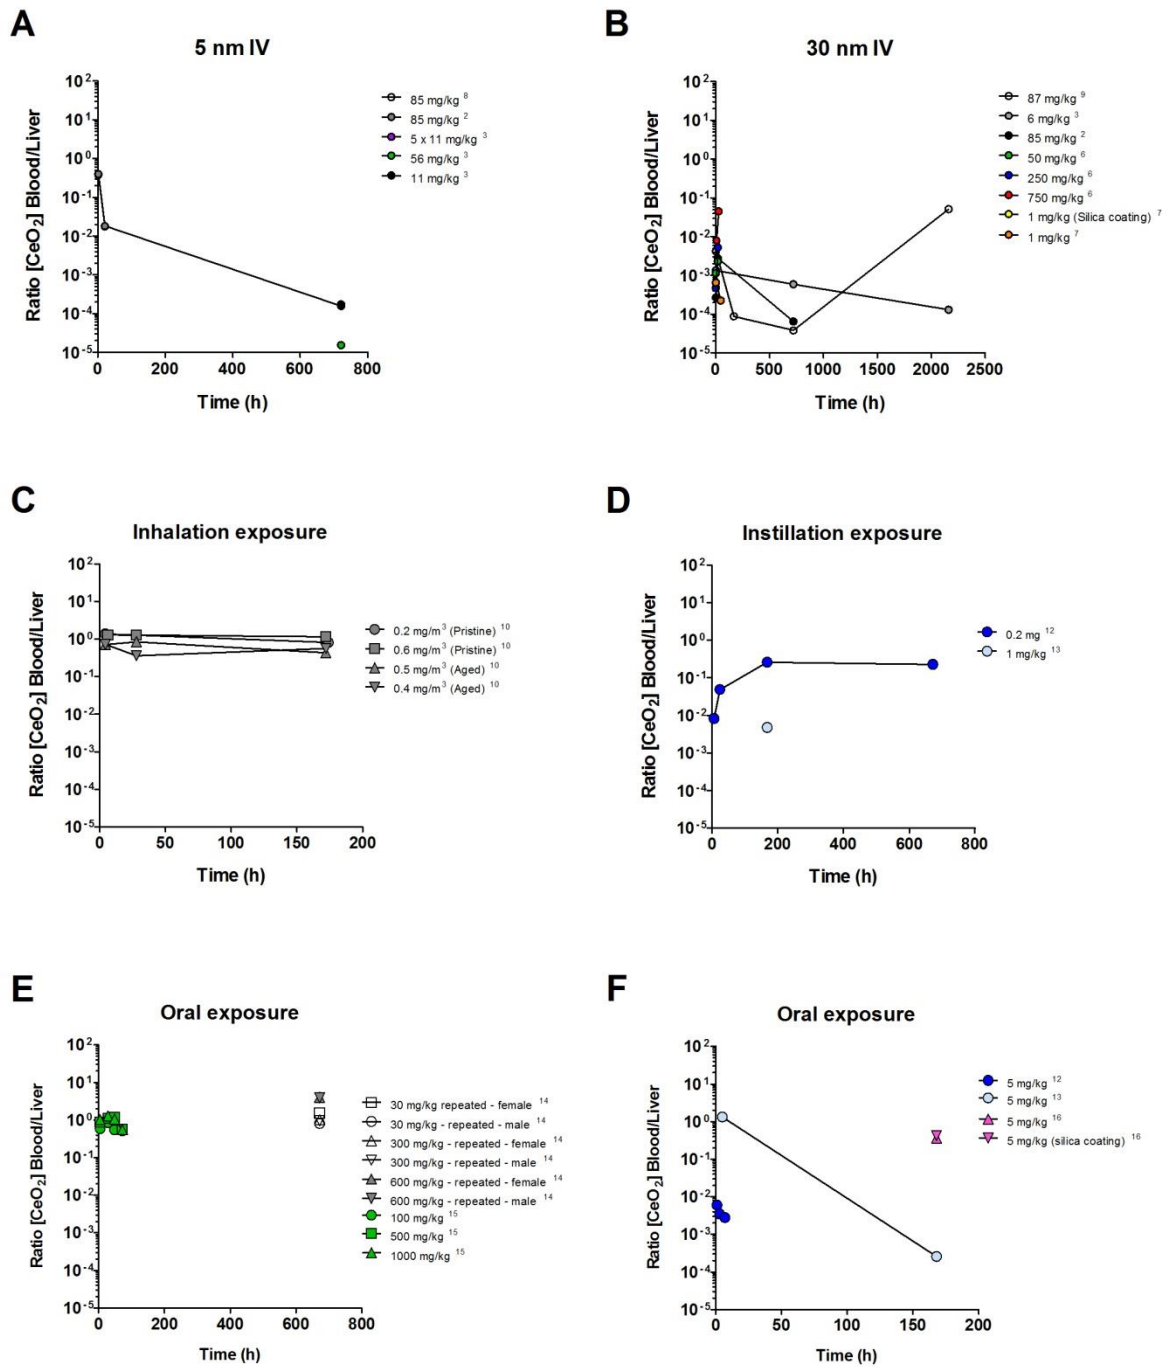 A
5 nm IV
Ratio [CeO₂] Blood/Liver
10²
10¹
10⁰
10⁻¹
10⁻²
10⁻³
10⁻⁴
10⁻⁵
0 200 400 600 800
Time (h)
85 mg/kg ⁸
85 mg/kg ²
5 x 11 mg/kg ³
56 mg/kg ³
11 mg/kg ³
B
30 nm IV
Ratio [CeO₂] Blood/Liver
10²
10¹
10⁰
10⁻¹
10⁻²
10⁻³
10⁻⁴
10⁻⁵
0 500 1000 1500 2000 2500
Time (h)
87 mg/kg ⁹
6 mg/kg ³
85 mg/kg ²
50 mg/kg ⁶
250 mg/kg ⁶
750 mg/kg ⁶
1 mg/kg (Silica coating) ⁷
1 mg/kg ⁷
C
Inhalation exposure
Ratio [CeO₂] Blood/Liver
10²
10¹
10⁰
10⁻¹
10⁻²
10⁻³
10⁻⁴
10⁻⁵
0 50 100 150 200
Time (h)
0.2 mg/m³ (Pristine) ¹⁰
0.6 mg/m³ (Pristine) ¹⁰
0.5 mg/m³ (Aged) ¹⁰
0.4 mg/m³ (Aged) ¹⁰
D
Instillation exposure
Ratio [CeO₂] Blood/Liver
10²
10¹
10⁰
10⁻¹
10⁻²
10⁻³
10⁻⁴
10⁻⁵
0 200 400 600 800
Time (h)
0.2 mg ¹²
1 mg/kg ¹³
E
Oral exposure
Ratio [CeO₂] Blood/Liver
10²
10¹
10⁰
10⁻¹
10⁻²
10⁻³
10⁻⁴
10⁻⁵
0 200 400 600 800
Time (h)
30 mg/kg repeated - female ¹⁴
30 mg/kg - repeated - male ¹⁴
300 mg/kg - repeated - female ¹⁴
300 mg/kg - repeated - male ¹⁴
600 mg/kg - repeated - female ¹⁴
600 mg/kg - repeated - male ¹⁴
100 mg/kg ¹⁵
500 mg/kg ¹⁵
1000 mg/kg ¹⁵
F
Oral exposure
Ratio [CeO₂] Blood/Liver
10²
10¹
10⁰
10⁻¹
10⁻²
10⁻³
10⁻⁴
10⁻⁵
0 50 100 150 200
Time (h)
5 mg/kg ¹²
5 mg/kg ¹³
5 mg/kg ¹⁶
5 mg/kg (silica coating) ¹⁶